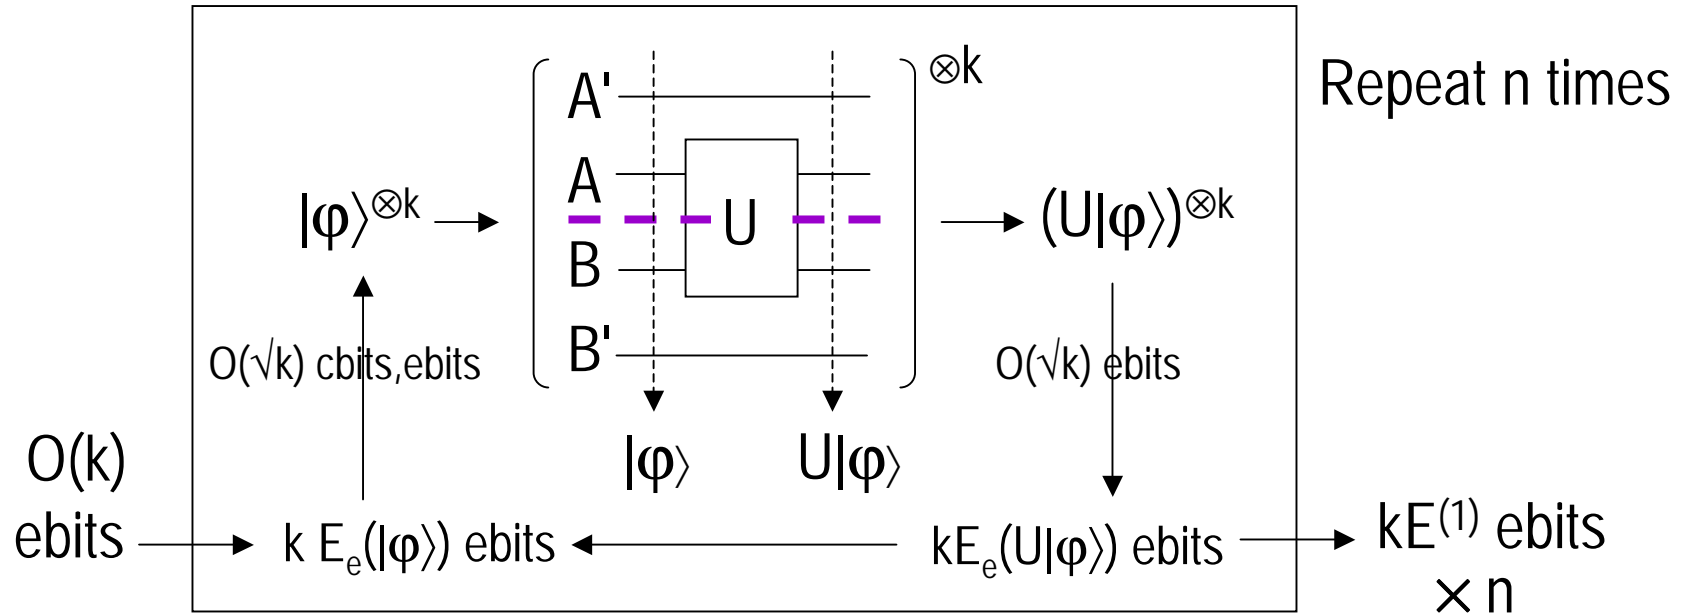 A'
⊗k
Repeat n times
A
|φ⟩⊗k
U
(U|φ⟩)⊗k
B
O(√k) cbits,ebits
B'
O(√k) ebits
|φ⟩
U|φ⟩
O(k)
ebits
k Ee(|φ⟩) ebits
kEe(U|φ⟩) ebits
kE(1) ebits
× n